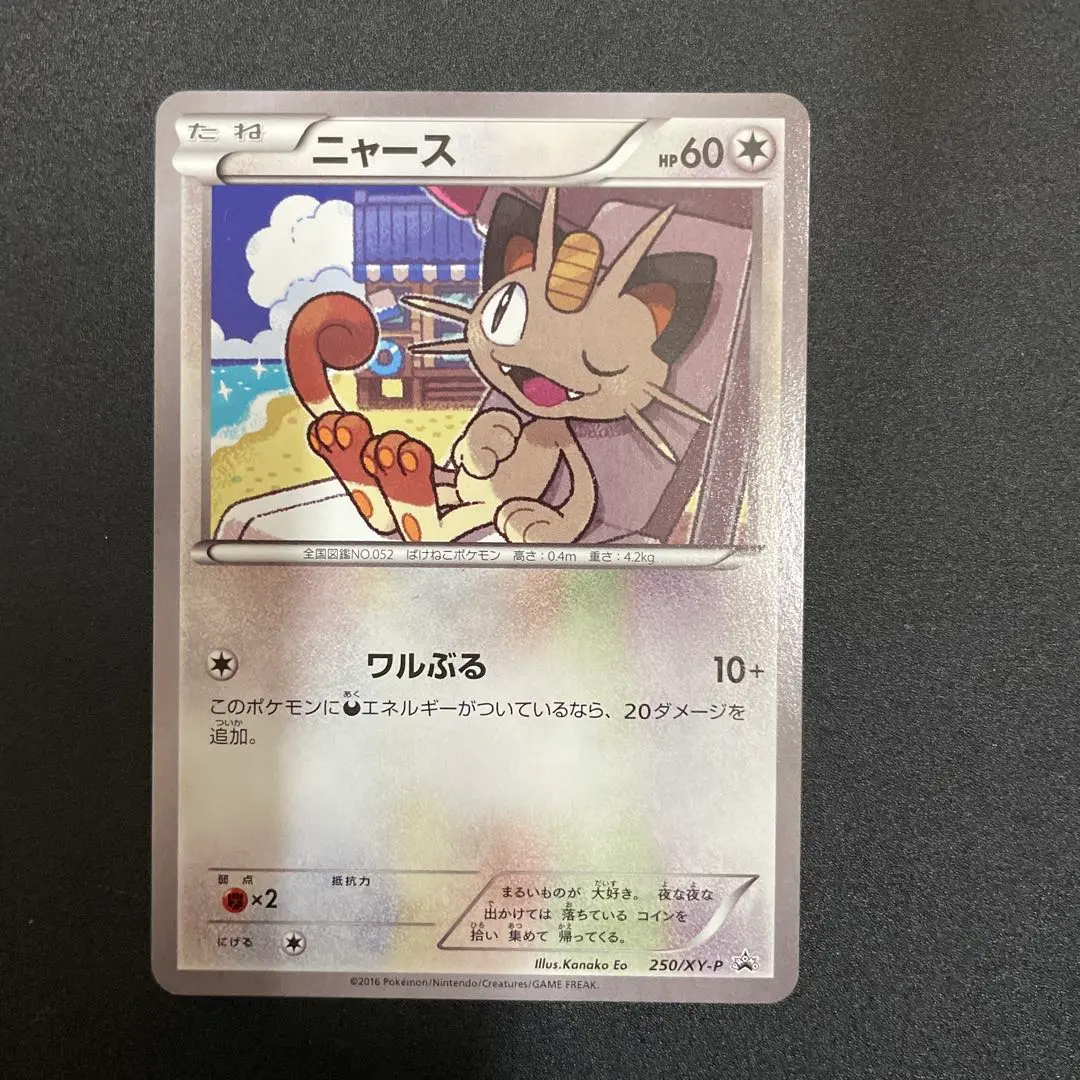 たね ニャース HP60
全国図鑑NO.052 ばけねこポケモン 高さ:0.4m 重さ:4.2kg
ワルぶる 10+
このポケモンにエネルギーがついているなら、20ダメージを
追加。
弱点 抵抗力
×2
にげる
まるいものが 大好き。 夜な夜な
出かけては 落ちている コインを
拾い 集めて 帰ってくる。
Illus.Kanako Eo 250/XY-P
©2016 Pokémon/Nintendo/Creatures/GAME FREAK.